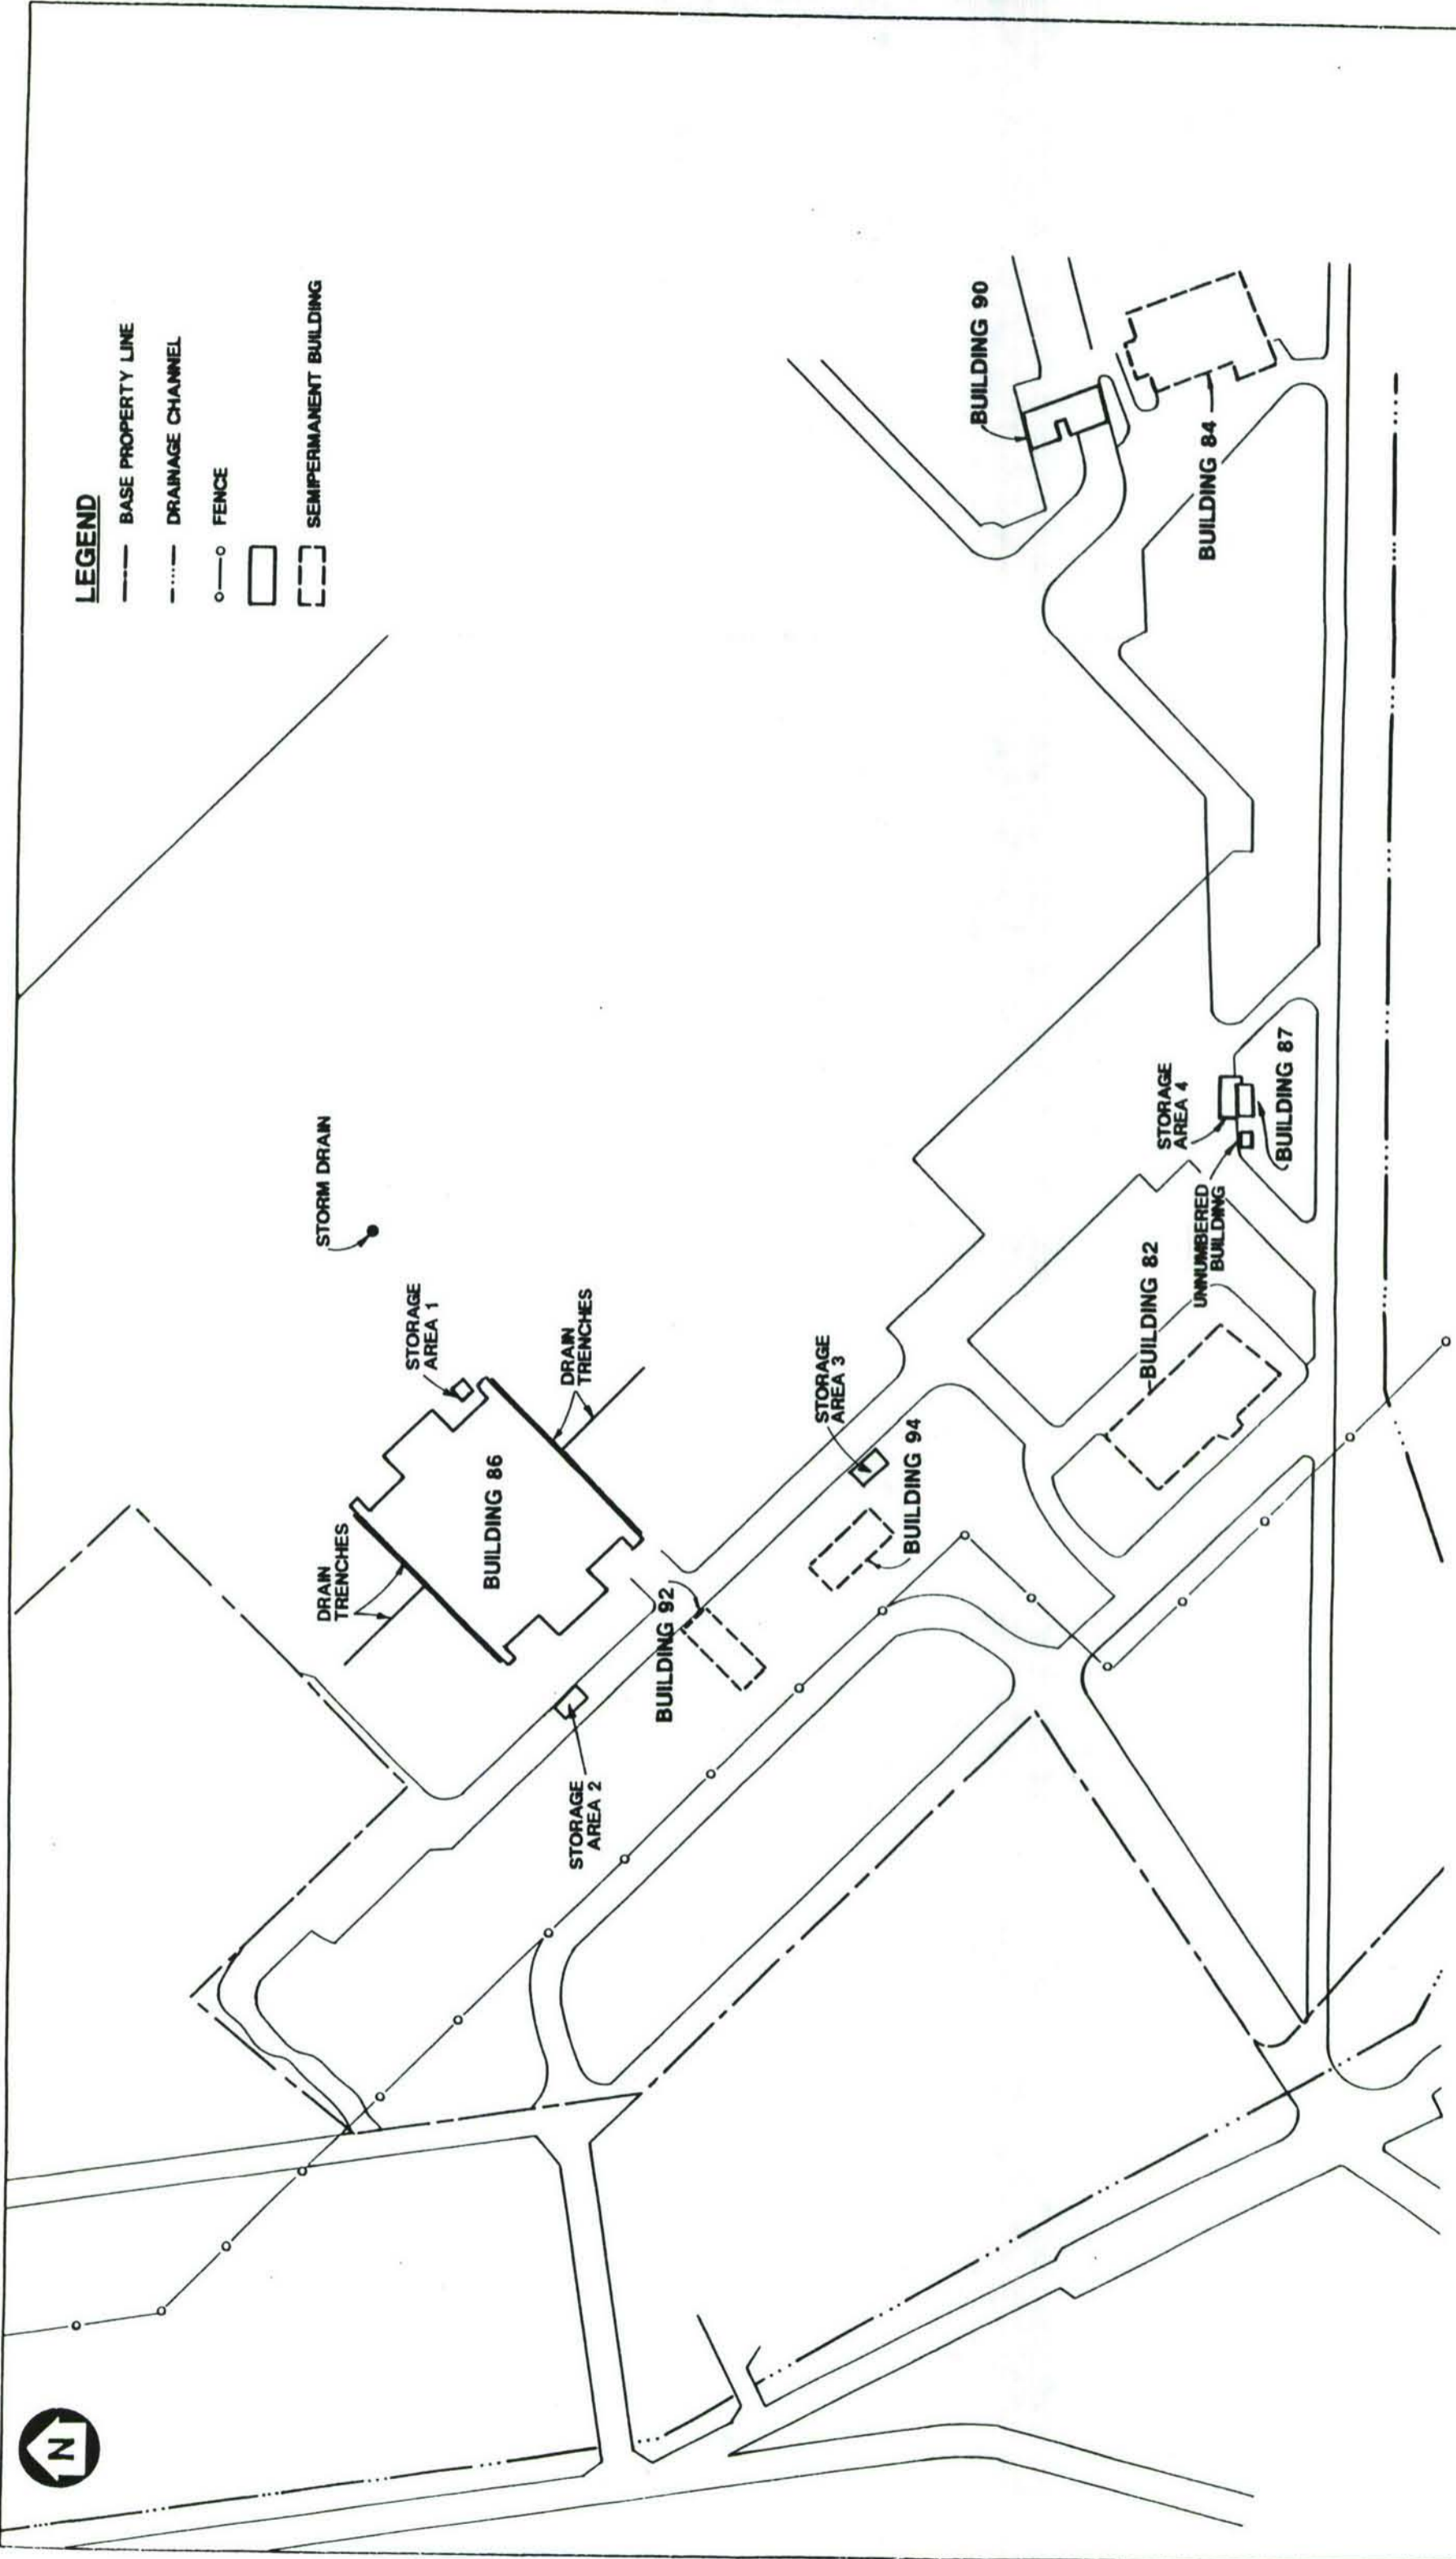 N
LEGEND
BASE PROPERTY LINE
DRAINAGE CHANNEL
FENCE
SEMIPERMANENT BUILDING
STORM DRAIN
STORAGE
AREA 1
DRAIN
TRENCHES
BUILDING 86
DRAIN
TRENCHES
STORAGE
AREA 2
BUILDING 92
STORAGE
AREA 3
BUILDING 94
BUILDING 90
BUILDING 84
BUILDING 82
STORAGE
AREA 4
UNNUMBERED
BUILDING
BUILDING 87